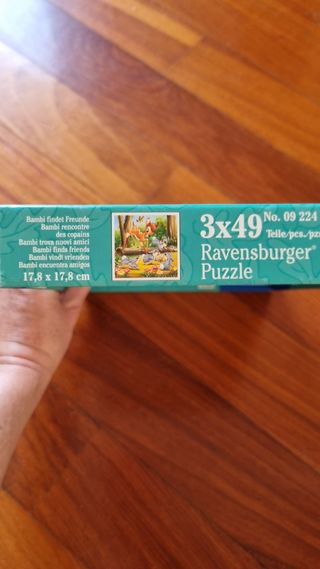 Bambi findet Freunde
Bambi rencontre
des copains
Bambi trova nuovi amici
Bambi finds friends
Bambi vindt vrienden
Bambi encuentra amigos
17,8 x 17,8 cm
3x49 No. 09 224
Teile/pcs./pzs
Ravensburger®
Puzzle